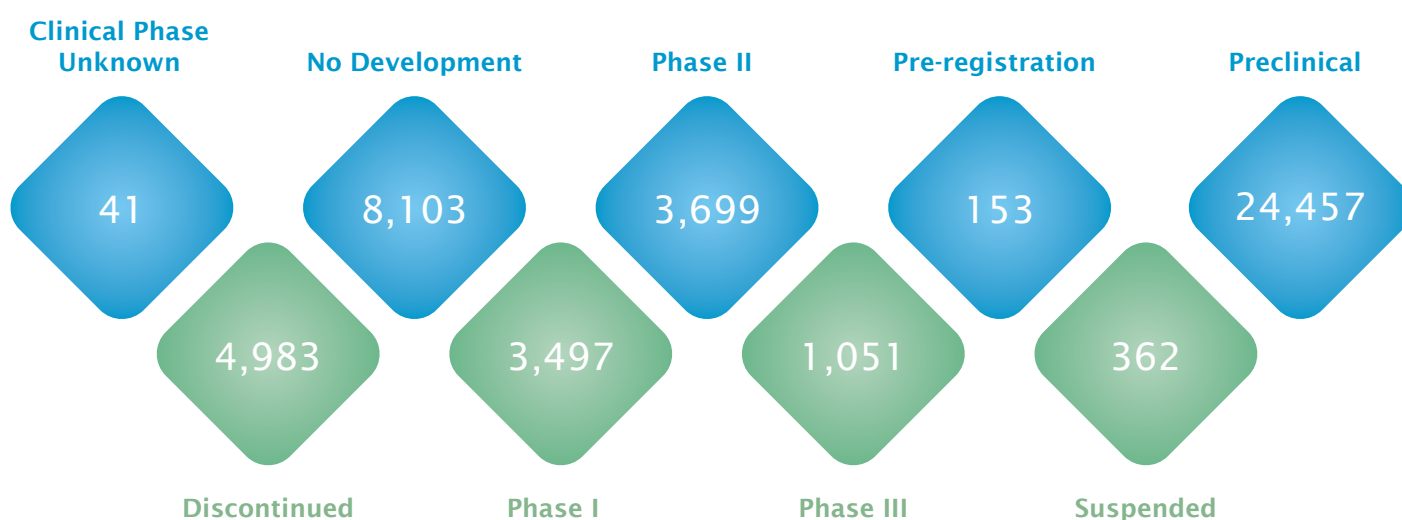 Clinical Phase
Unknown
No Development
Phase II
Pre-registration
Preclinical
41
8,103
3,699
153
24,457
4,983
3,497
1,051
362
Discontinued
Phase I
Phase III
Suspended